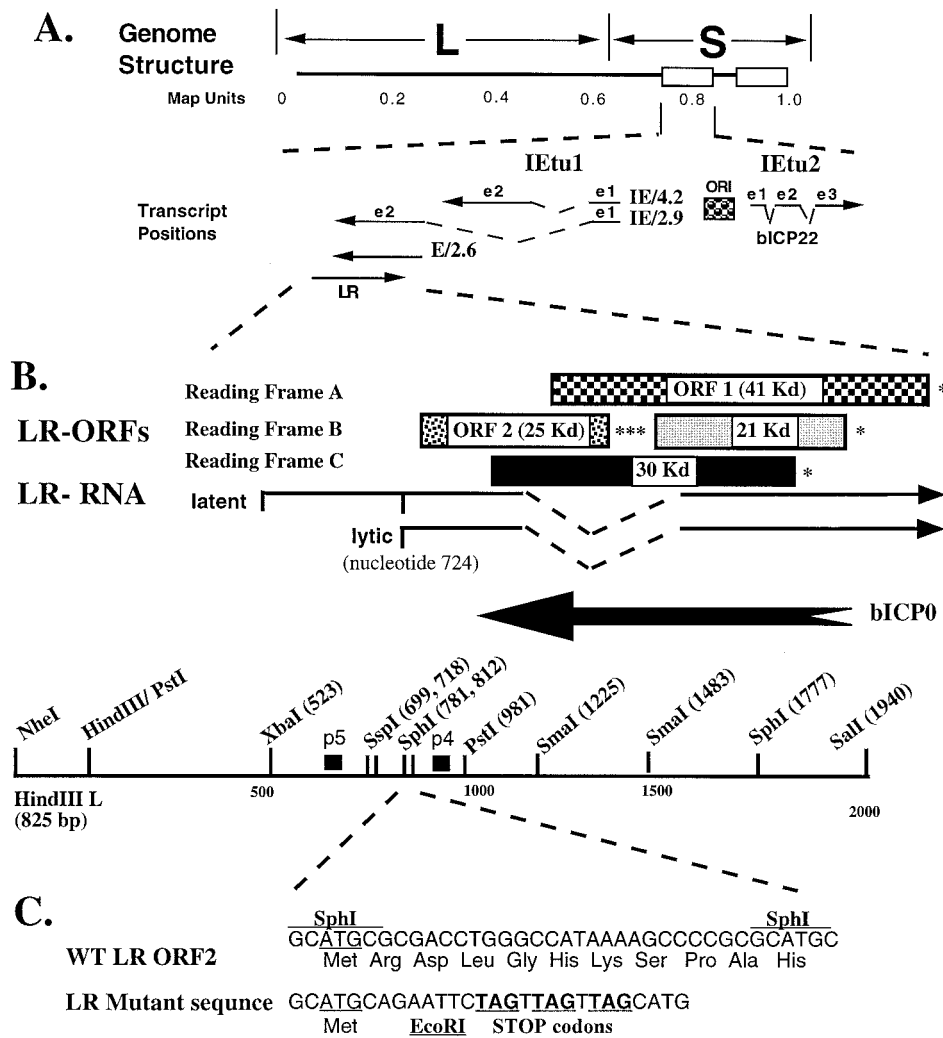 A.
Genome Structure
L
S
Map Units 0 0.2 0.4 0.6 0.8 1.0
IEtu1
IEtu2
Transcript Positions
e2
e1 IE/4.2
e2
e1 IE/2.9
ORI
e1 e2 e3
bICP22
E/2.6
LR
B.
Reading Frame A
ORF 1 (41 Kd)
*
LR-ORFs
Reading Frame B
ORF 2 (25 Kd)
***
21 Kd
*
Reading Frame C
30 Kd
*
LR- RNA
latent
lytic
(nucleotide 724)
bICP0
NheI
HindIII/ PstI
XbaI (523)
SspI (699, 718)
SphI (781, 812)
PstI (981)
SmaI (1225)
SmaI (1483)
SphI (1777)
SalI (1940)
p5
p4
HindIII L
(825 bp)
500
1000
1500
2000
C.
SphI
SphI
WT LR ORF2
GCATGCGCGACCTGGGCCATAAAAGCCCCGCGCATGC
Met Arg Asp Leu Gly His Lys Ser Pro Ala His
LR Mutant sequnce
GCATGCAGAATTCTAGTTAGTTAGCATG
Met
EcoRI
STOP codons